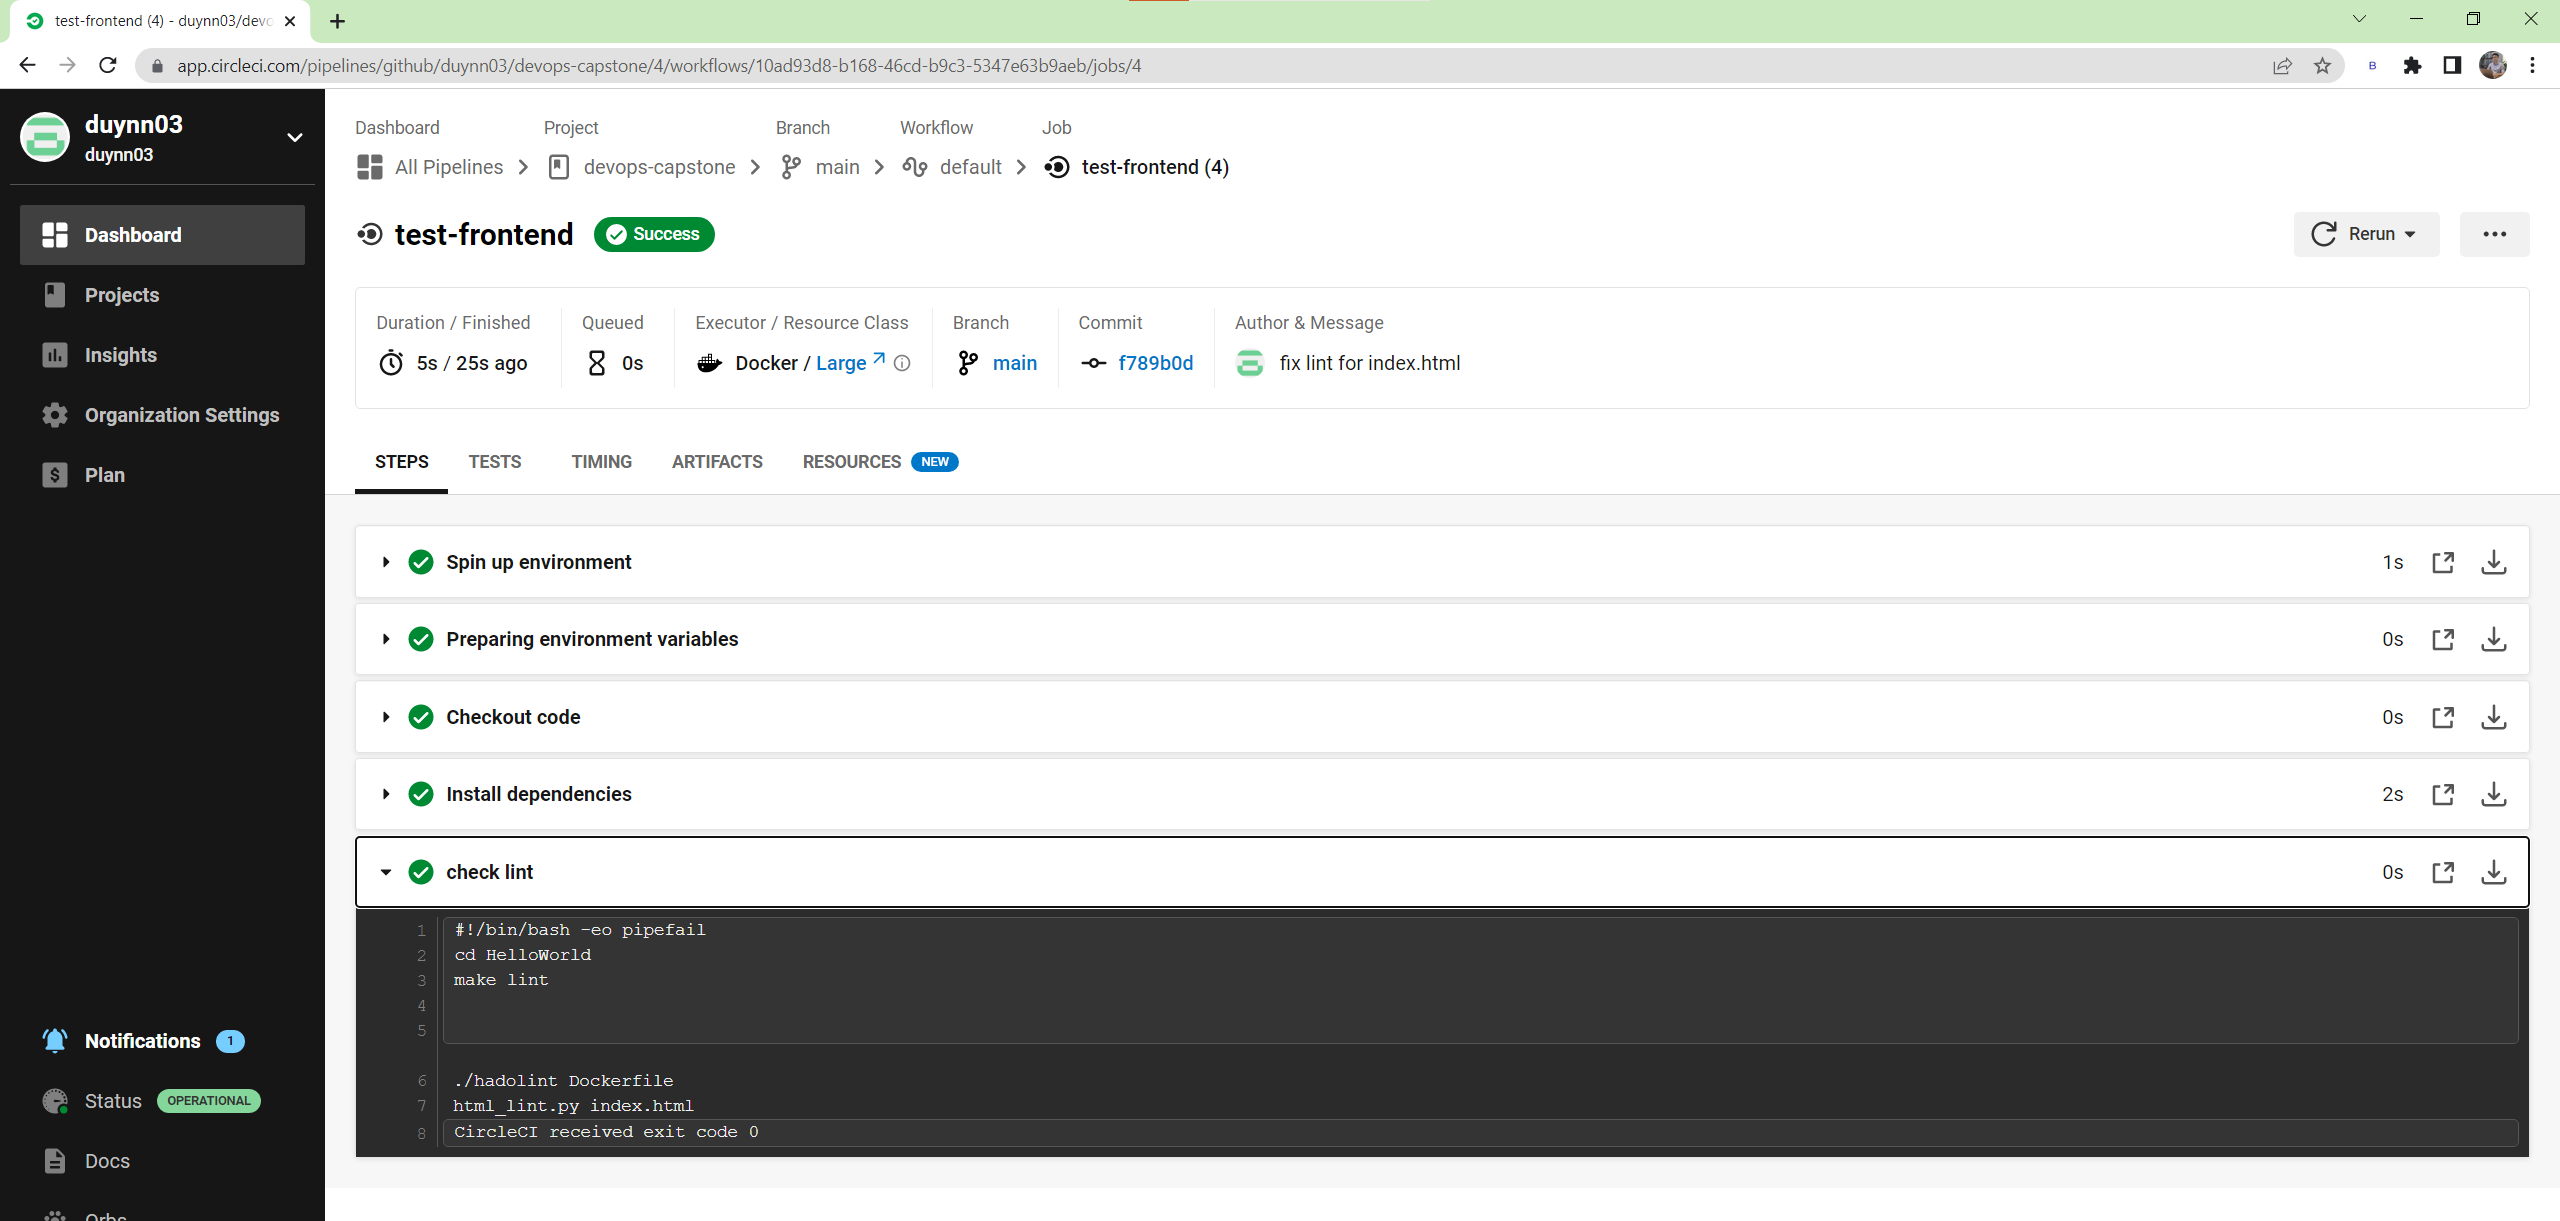 test-frontend (4) - duynn03/devo
app.circleci.com/pipelines/github/duynn03/devops-capstone/4/workflows/10ad93d8-b168-46cd-b9c3-5347e63b9aeb/jobs/4
B
duynn03
duynn03
Dashboard
Projects
Insights
Organization Settings
Plan
Notifications 1
Status OPERATIONAL
Docs
Orbs
Dashboard Project Branch Workflow Job
All Pipelines devops-capstone main default test-frontend (4)
test-frontend Success
Rerun
Duration / Finished Queued Executor / Resource Class Branch Commit Author & Message
5s / 25s ago 0s Docker / Large main f789b0d fix lint for index.html
STEPS TESTS TIMING ARTIFACTS RESOURCES NEW
Spin up environment 1s
Preparing environment variables 0s
Checkout code 0s
Install dependencies 2s
check lint 0s
1 #!/bin/bash -eo pipefail
2 cd HelloWorld
3 make lint
4
5
6 ./hadolint Dockerfile
7 html_lint.py index.html
8 CircleCI received exit code 0